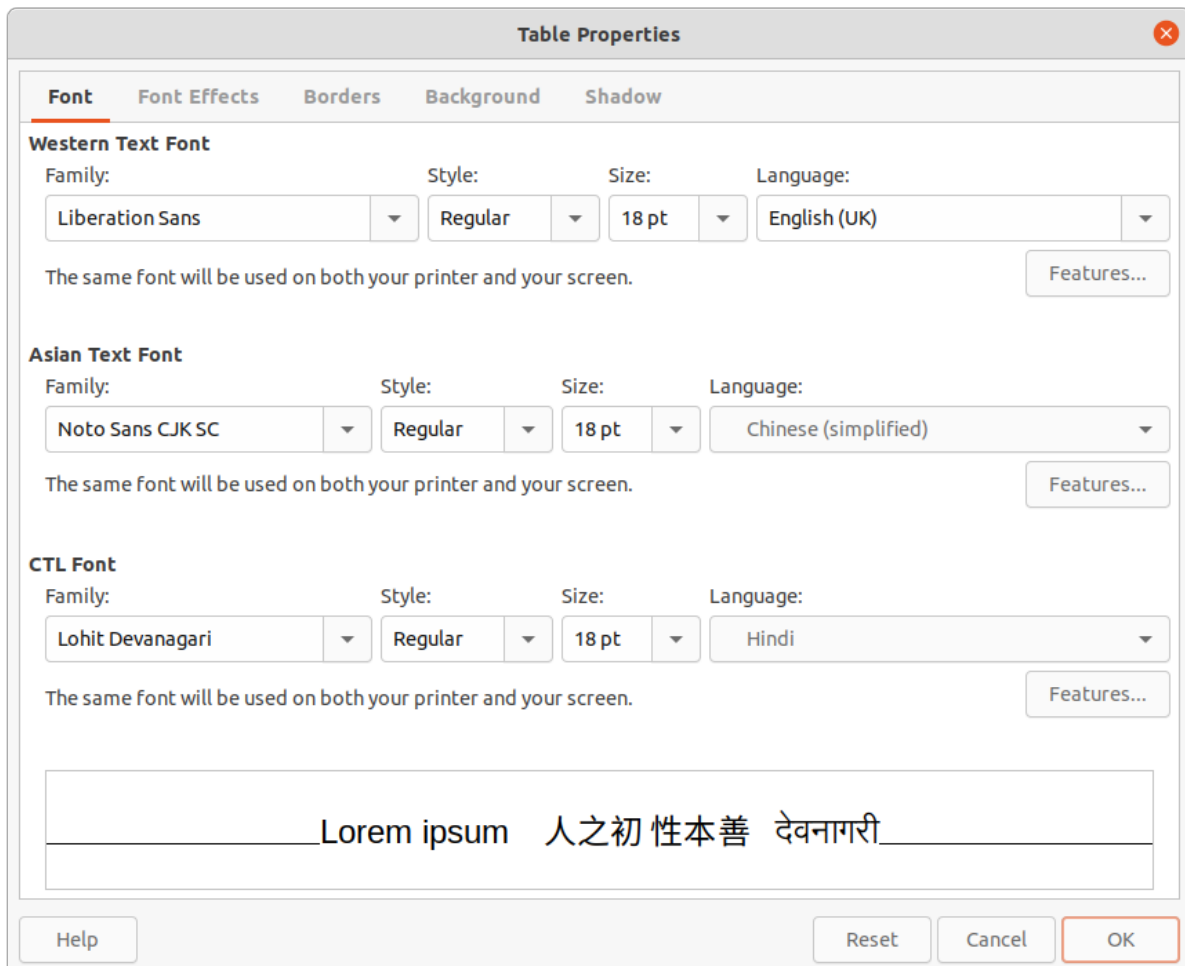 Table Properties
Font Font Effects Borders Background Shadow
Western Text Font
Family: Style: Size: Language:
Liberation Sans Regular 18 pt English (UK)
The same font will be used on both your printer and your screen. Features...
Asian Text Font
Family: Style: Size: Language:
Noto Sans CJK SC Regular 18 pt Chinese (simplified)
The same font will be used on both your printer and your screen. Features...
CTL Font
Family: Style: Size: Language:
Lohit Devanagari Regular 18 pt Hindi
The same font will be used on both your printer and your screen. Features...
Lorem ipsum 人之初 性本善 देवनागरी
Help Reset Cancel OK